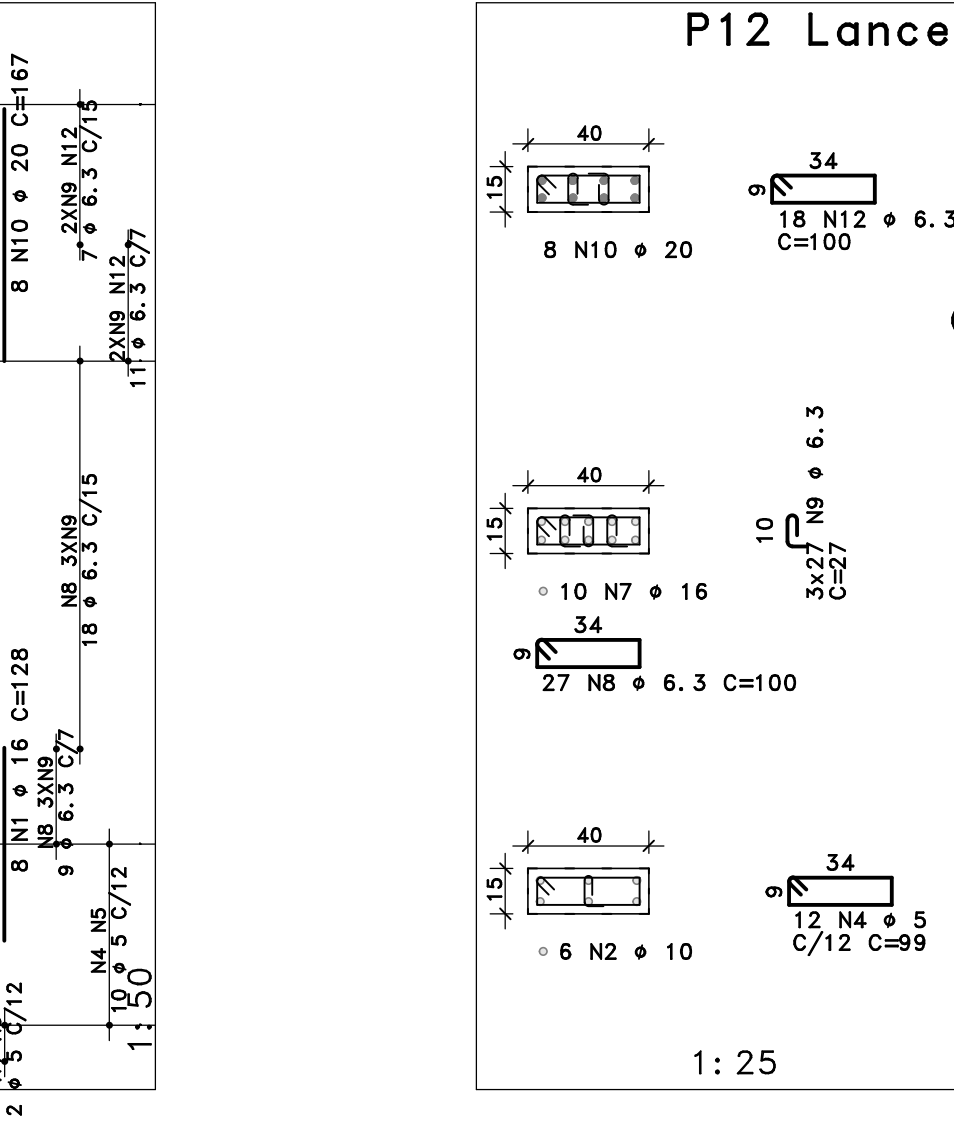 8 N10 ø 20 C=167
2XN9 N12
7 ø 6.3 C/15
2XN9 N12
11 ø 6.3 C/7
N8 3XN9
18 ø 6.3 C/15
8 N1 ø 16 C=128
N8 3XN9
9 ø 6.3 C/7
N4 N5
10 ø 5 C/12
1:50
2 ø 5 C/12
P12 Lance
40
15
8 N10 ø 20
34
9
18 N12 ø 6.3
C=100
40
15
10 N7 ø 16
10
N9 ø 6.3
3x27
C=27
34
9
27 N8 ø 6.3 C=100
40
15
6 N2 ø 10
34
9
12 N4 ø 5
C/12 C=99
1:25